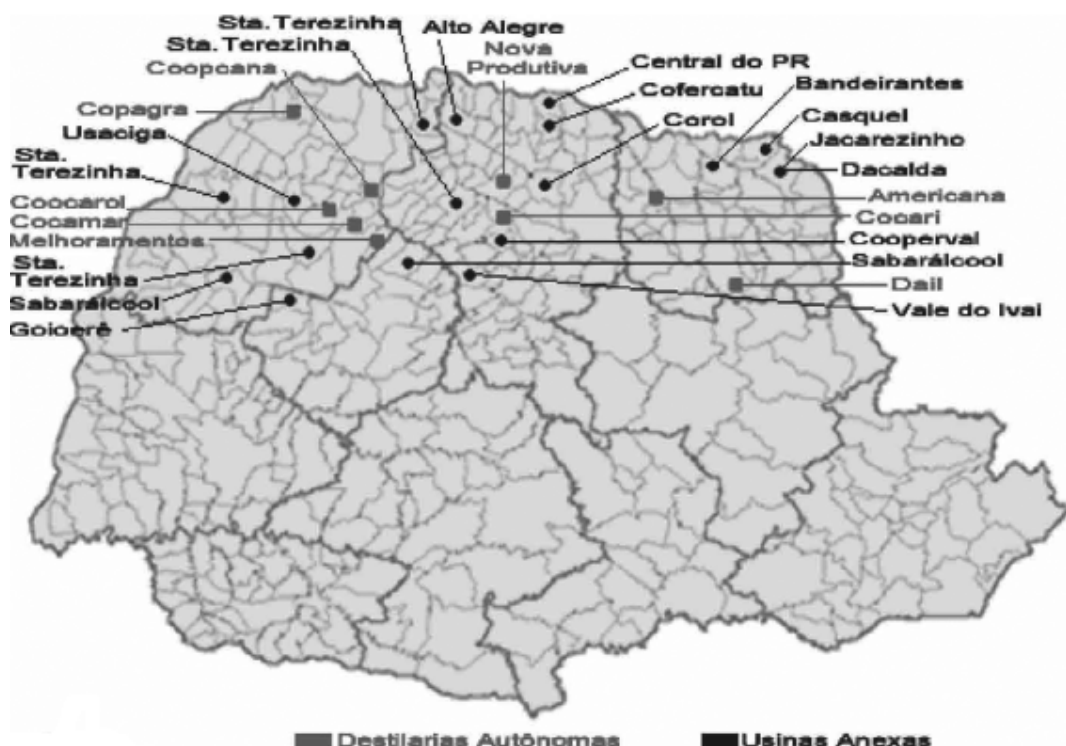 Sta. Terezinha
Sta. Terezinha
Coopcana
Copagra
Usaciga
Sta.
Terezinha
Coocarol
Cocamar
Melhoramentos
Sta.
Terezinha
Sabarálcool
Goioerê
Alto Alegre
Nova
Produtiva
Central do PR
Cofercatu
Corol
Bandeirantes
Casquel
Jacarezinho
Dacalda
Americana
Cocari
Cooperval
Sabarálcool
Dail
Vale do Ivaí
Destilarias Autônomas
Usinas Anexas